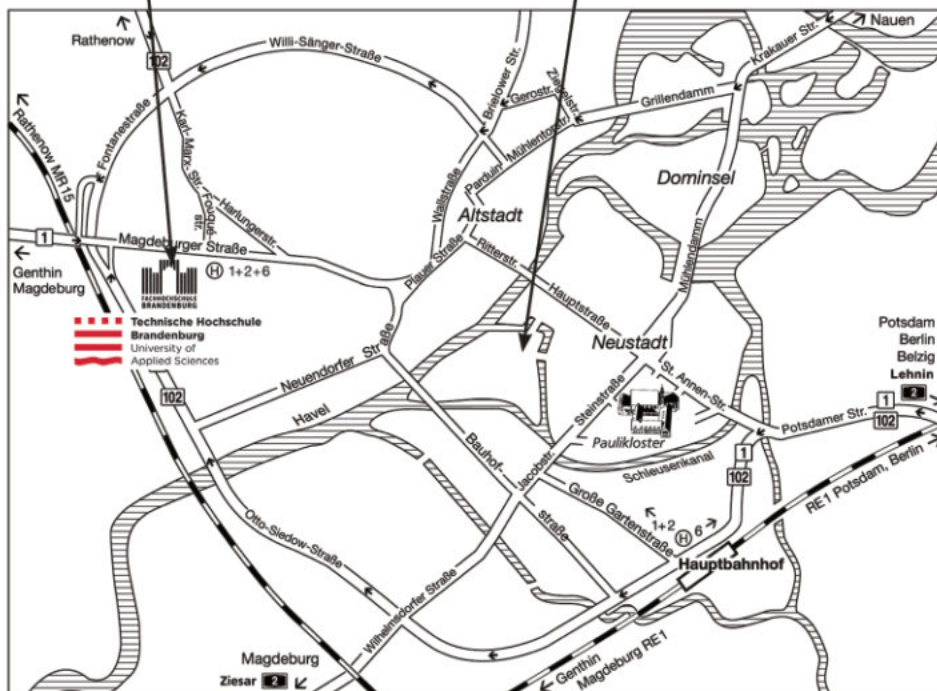 Nauen
Rathenow
102
Willi-Sänger-Straße
Brielower Str.
Krakauer Str.
Gerostr.
Ziegelstr.
Grillendamm
Rathenow MR15
Fontanestraße
Karl-Marx-Str.
Fouqué-
str.
Harlungerstr.
Mühlentorstr.
Parduin
Wallstraße
Altstadt
Dominsel
1
Magdeburger Straße
Genthin
Magdeburg
H 1+2+6
FACHHOCHSCHULE
BRANDENBURG
Plauer Straße
Ritterstr.
Hauptstraße
Mühlendamm
Technische Hochschule
Brandenburg
University of
Applied Sciences
Neuendorfer Straße
Neustadt
Potsdam
Berlin
Belzig
Lehnin
2
St. Annen-Str.
Steinstraße
102
Havel
Paulikloster
Potsdamer Str.
1
102
Bauhof-
straße
Jacobstr.
Schleusenkanal
1
102
Große Gartenstraße
1+2
H 6
RE1 Potsdam, Berlin
Otto-Siedow-Straße
Hauptbahnhof
Wilhelmsdorfer Straße
Magdeburg
Ziesar 2
Genthin
Magdeburg RE1